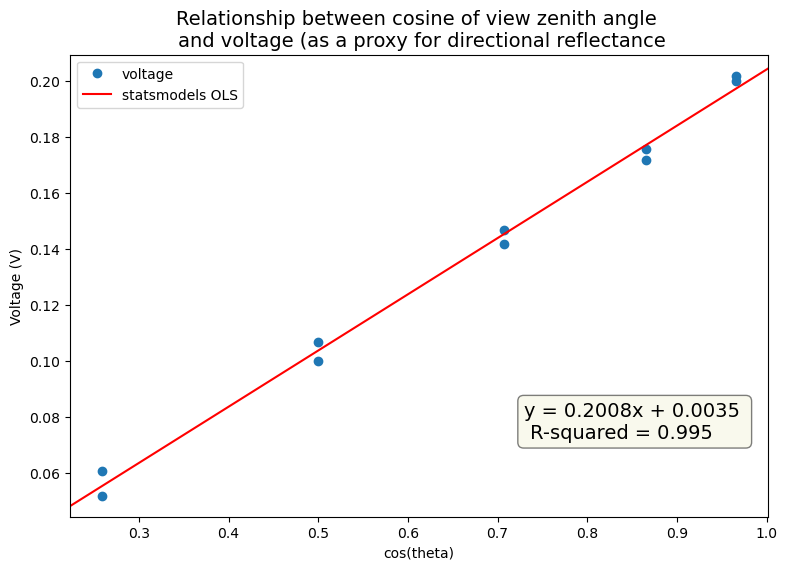 Relationship between cosine of view zenith angle
and voltage (as a proxy for directional reflectance
voltage
statsmodels OLS
0.20
0.18
0.16
0.14
0.12
0.10
0.08
0.06
Voltage (V)
y = 0.2008x + 0.0035
R-squared = 0.995
0.3 0.4 0.5 0.6 0.7 0.8 0.9 1.0
cos(theta)